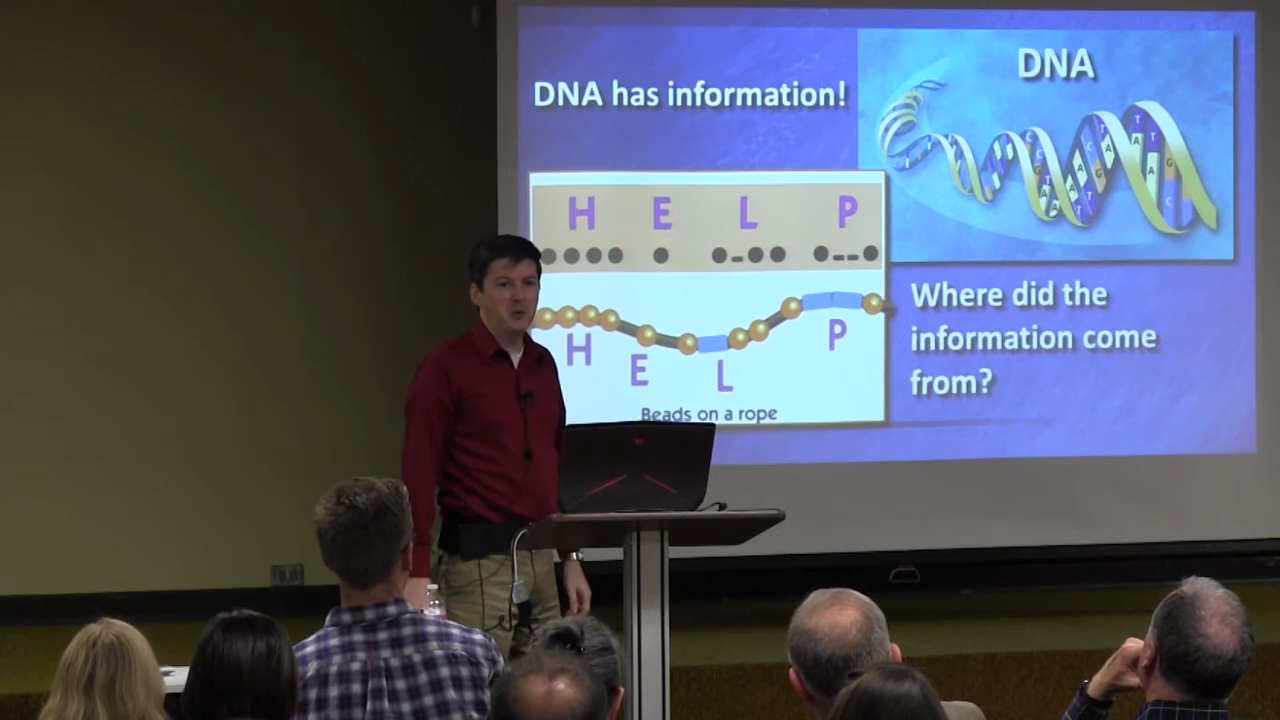 DNA has information!
DNA
H E L P
H
E
L
P
Beads on a rope
Where did the
information come
from?